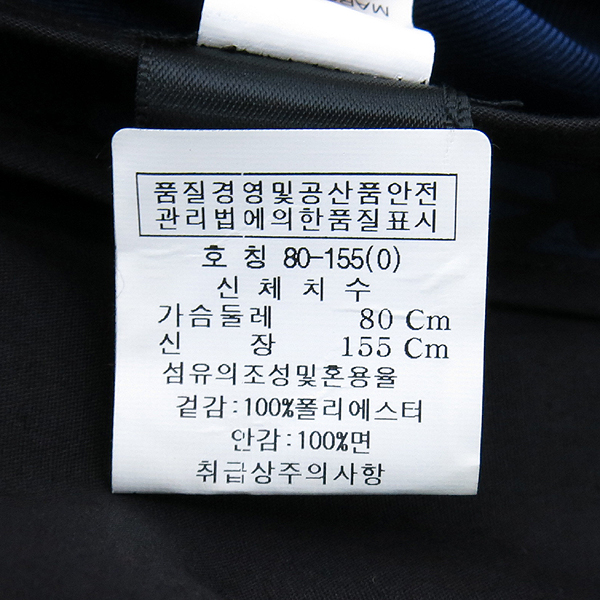 품질경영및공산품안전
관리법에의한품질표시
호 칭 80-155(0)
신 체 치 수
가슴둘레 80 Cm
신 장 155 Cm
섬유의조성및혼용율
겉감:100%폴리에스터
안감:100%면
취급상주의사항